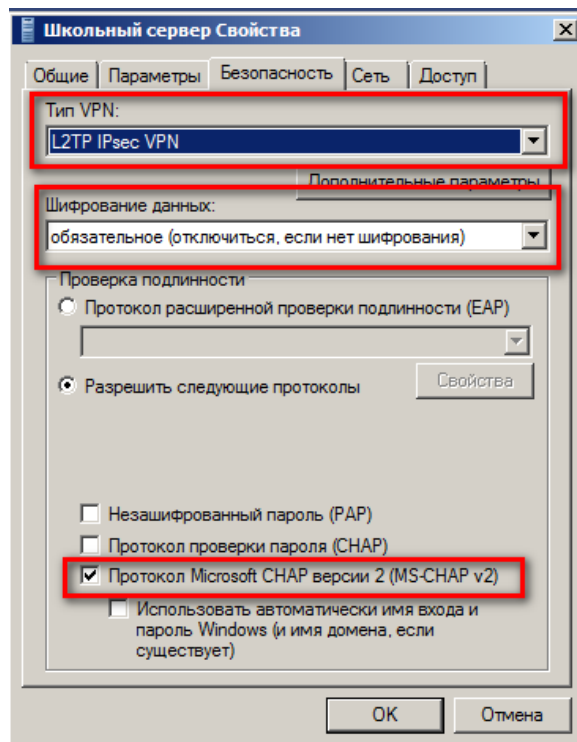 Школьный сервер Свойства
Общие Параметры Безопасность Сеть Доступ
Тип VPN:
L2TP IPsec VPN
Дополнительные параметры
Шифрование данных:
обязательное (отключиться, если нет шифрования)
Проверка подлинности
Протокол расширенной проверки подлинности (EAP)
Свойства
Разрешить следующие протоколы
Незашифрованный пароль (PAP)
Протокол проверки пароля (CHAP)
Протокол Microsoft CHAP версии 2 (MS-CHAP v2)
Использовать автоматически имя входа и
пароль Windows (и имя домена, если
существует)
OK Отмена